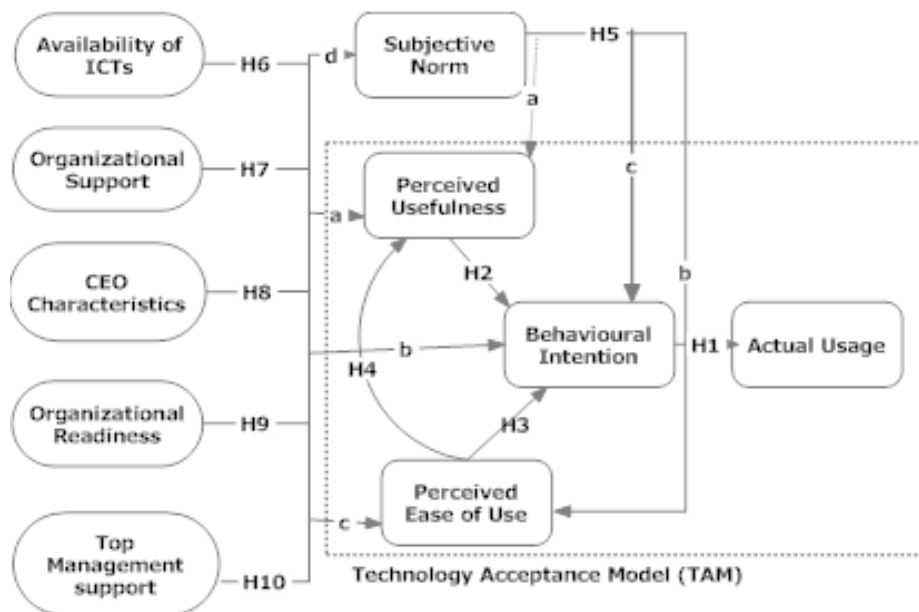 Availability of
ICTs
H6
d
Subjective
Norm
H5
a
Organizational
Support
H7
Perceived
Usefulness
c
a
H2
CEO
Characteristics
H8
b
Behavioural
Intention
H1
Actual Usage
b
H4
Organizational
Readiness
H9
H3
Perceived
Ease of Use
c
Top
Management
support
H10
Technology Acceptance Model (TAM)